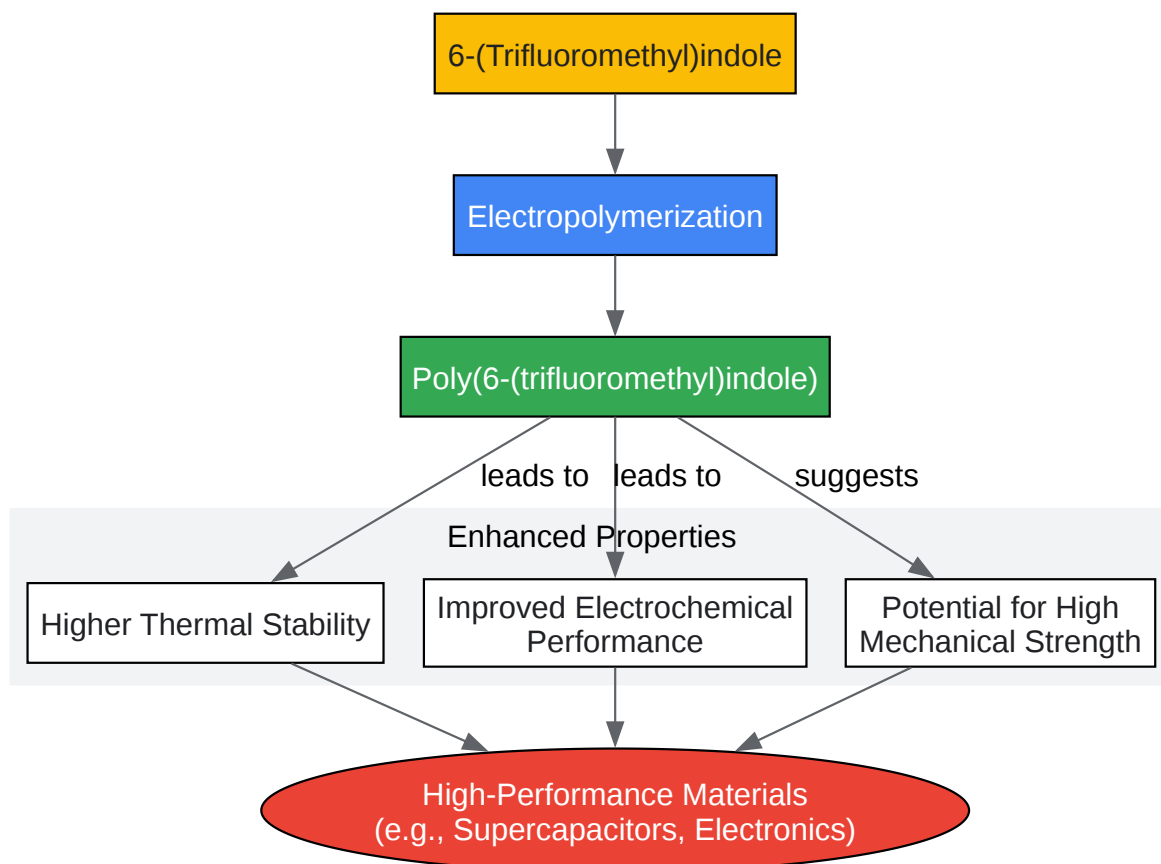 6-(Trifluoromethyl)indole
Electropolymerization
Poly(6-(trifluoromethyl)indole)
leads to
leads to
suggests
Enhanced Properties
Higher Thermal Stability
Improved Electrochemical
Performance
Potential for High
Mechanical Strength
High-Performance Materials
(e.g., Supercapacitors, Electronics)